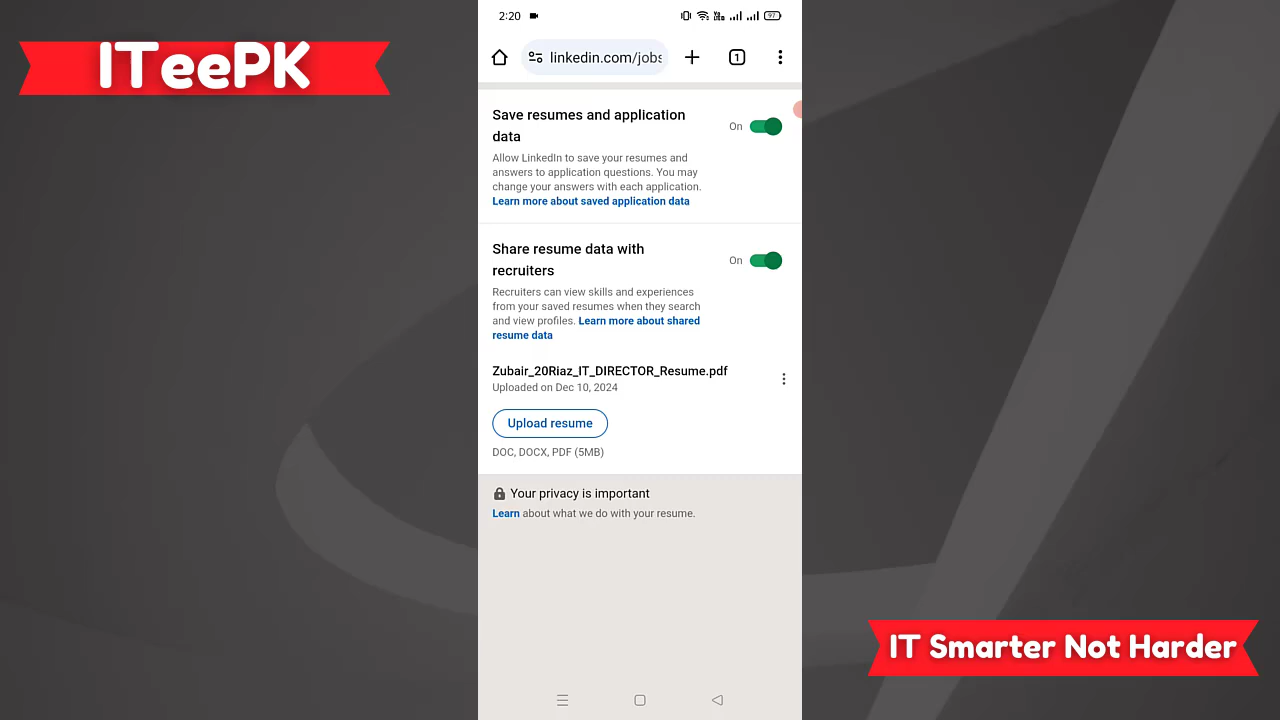 ITeePK
2:20
97
linkedin.com/jobs
1
Save resumes and application
data
On
Allow LinkedIn to save your resumes and
answers to application questions. You may
change your answers with each application.
Learn more about saved application data
Share resume data with
recruiters
On
Recruiters can view skills and experiences
from your saved resumes when they search
and view profiles. Learn more about shared
resume data
Zubair_20Riaz_IT_DIRECTOR_Resume.pdf
Uploaded on Dec 10, 2024
Upload resume
DOC, DOCX, PDF (5MB)
Your privacy is important
Learn about what we do with your resume.
IT Smarter Not Harder